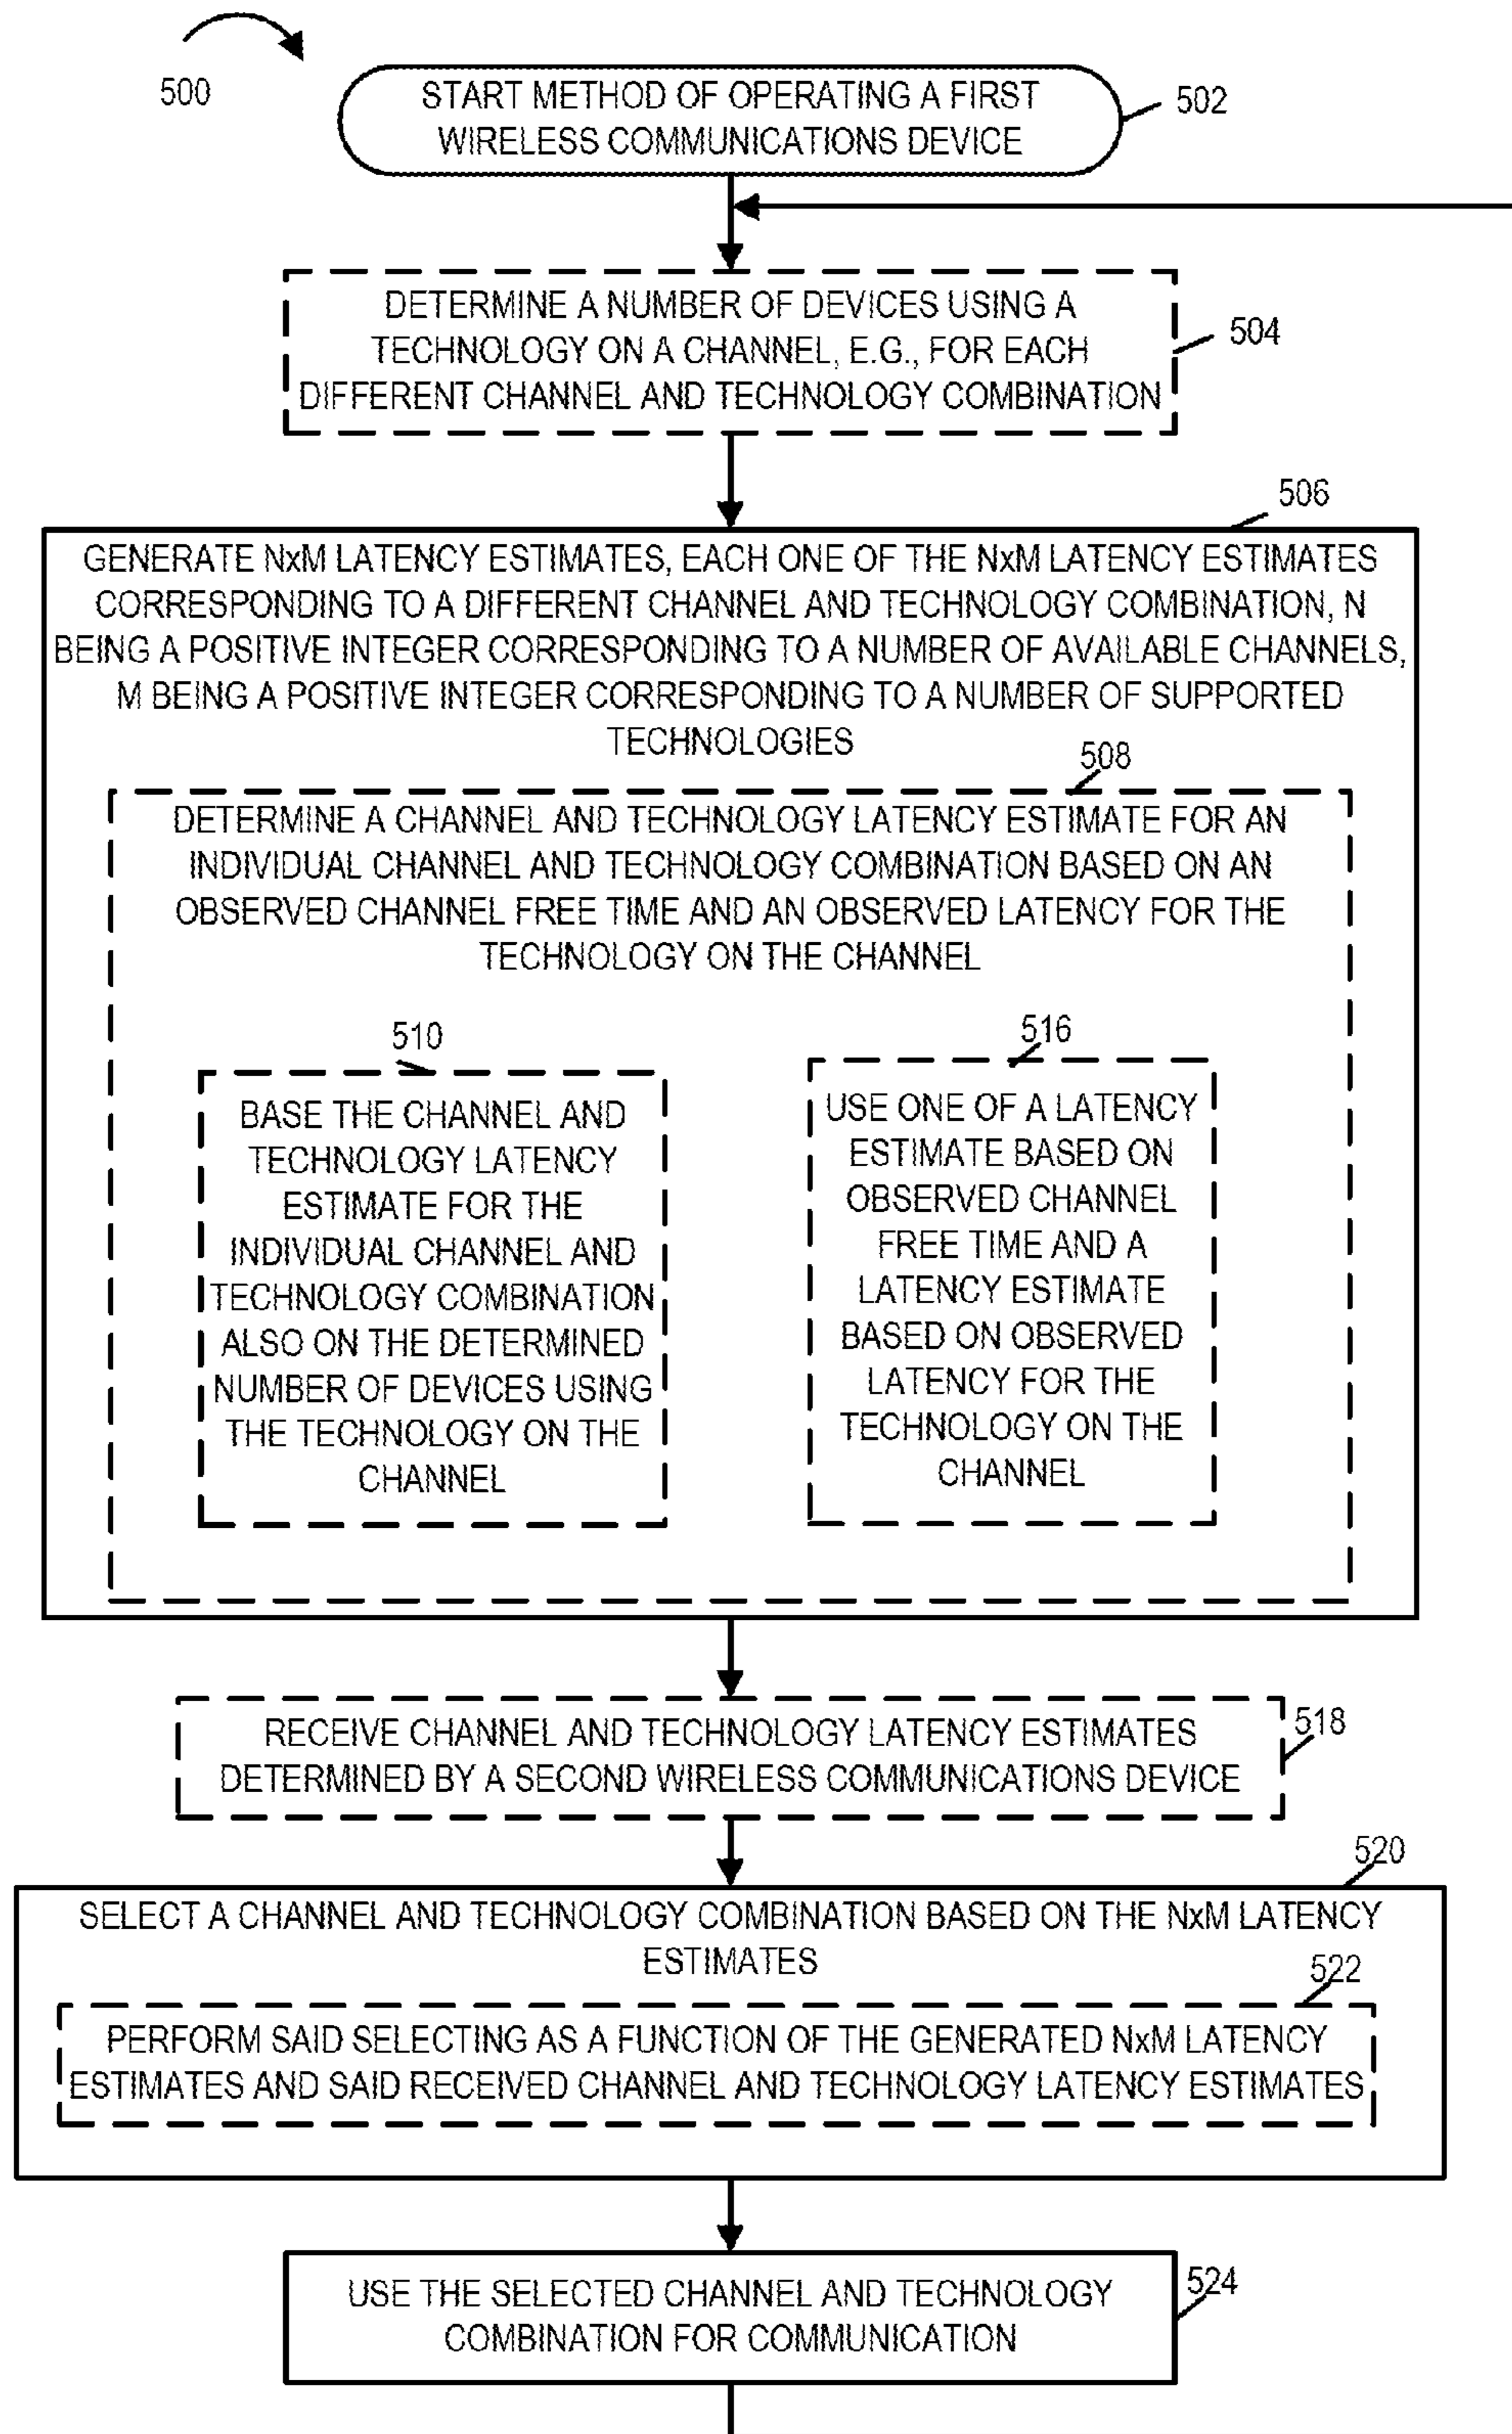 500
START METHOD OF OPERATING A FIRST
WIRELESS COMMUNICATIONS DEVICE
502
DETERMINE A NUMBER OF DEVICES USING A
TECHNOLOGY ON A CHANNEL, E.G., FOR EACH
DIFFERENT CHANNEL AND TECHNOLOGY COMBINATION
504
506
GENERATE NxM LATENCY ESTIMATES, EACH ONE OF THE NxM LATENCY ESTIMATES
CORRESPONDING TO A DIFFERENT CHANNEL AND TECHNOLOGY COMBINATION, N
BEING A POSITIVE INTEGER CORRESPONDING TO A NUMBER OF AVAILABLE CHANNELS,
M BEING A POSITIVE INTEGER CORRESPONDING TO A NUMBER OF SUPPORTED
TECHNOLOGIES
508
DETERMINE A CHANNEL AND TECHNOLOGY LATENCY ESTIMATE FOR AN
INDIVIDUAL CHANNEL AND TECHNOLOGY COMBINATION BASED ON AN
OBSERVED CHANNEL FREE TIME AND AN OBSERVED LATENCY FOR THE
TECHNOLOGY ON THE CHANNEL
510
BASE THE CHANNEL AND
TECHNOLOGY LATENCY
ESTIMATE FOR THE
INDIVIDUAL CHANNEL AND
TECHNOLOGY COMBINATION
ALSO ON THE DETERMINED
NUMBER OF DEVICES USING
THE TECHNOLOGY ON THE
CHANNEL
516
USE ONE OF A LATENCY
ESTIMATE BASED ON
OBSERVED CHANNEL
FREE TIME AND A
LATENCY ESTIMATE
BASED ON OBSERVED
LATENCY FOR THE
TECHNOLOGY ON THE
CHANNEL
RECEIVE CHANNEL AND TECHNOLOGY LATENCY ESTIMATES
DETERMINED BY A SECOND WIRELESS COMMUNICATIONS DEVICE
518
520
SELECT A CHANNEL AND TECHNOLOGY COMBINATION BASED ON THE NxM LATENCY
ESTIMATES
522
PERFORM SAID SELECTING AS A FUNCTION OF THE GENERATED NxM LATENCY
ESTIMATES AND SAID RECEIVED CHANNEL AND TECHNOLOGY LATENCY ESTIMATES
USE THE SELECTED CHANNEL AND TECHNOLOGY
COMBINATION FOR COMMUNICATION
524